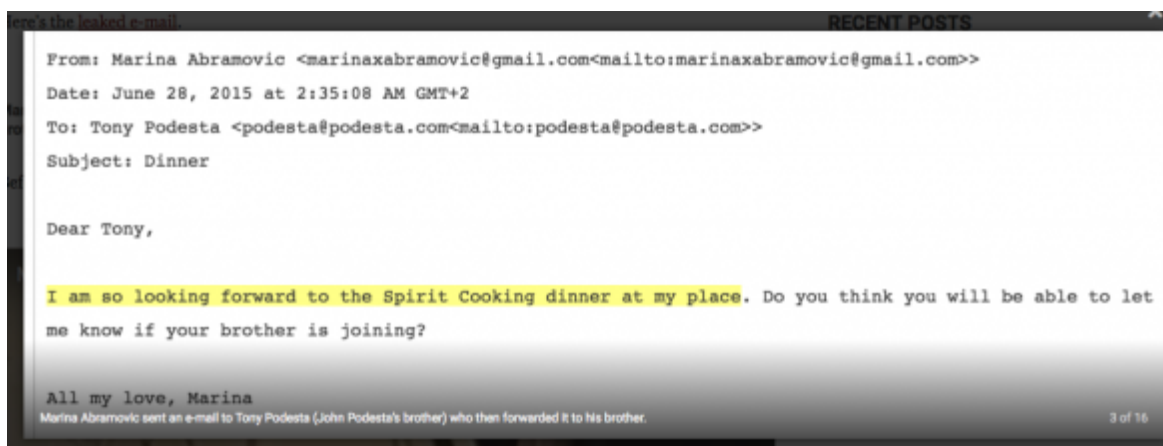 ere's the leaked e-mail.
RECENT POSTS
From: Marina Abramovic <marinaxabramovic@gmail.com<mailto:marinaxabramovic@gmail.com>>
Date: June 28, 2015 at 2:35:08 AM GMT+2
To: Tony Podesta <podesta@podesta.com<mailto:podesta@podesta.com>>
Subject: Dinner
Dear Tony,
I am so looking forward to the Spirit Cooking dinner at my place. Do you think you will be able to let
me know if your brother is joining?
All my love, Marina
Marina Abramovic sent an e-mail to Tony Podesta (John Podesta's brother) who then forwarded it to his brother.
3 of 16